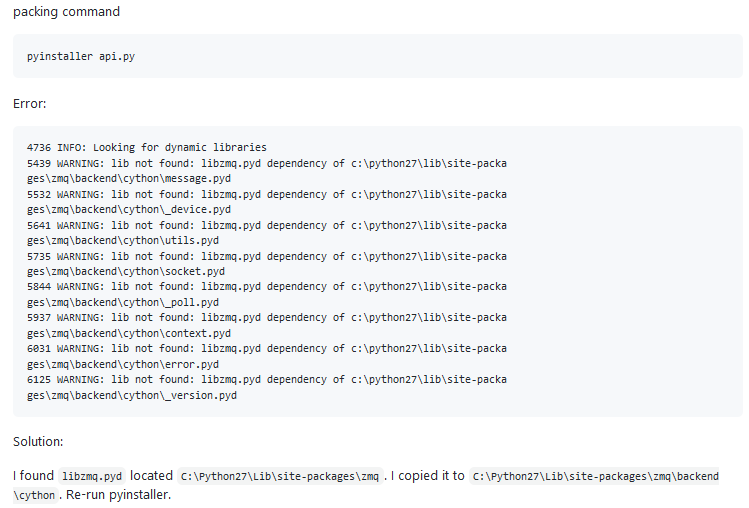 packing command
pyinstaller api.py
Error:
4736 INFO: Looking for dynamic libraries
5439 WARNING: lib not found: libzmq.pyd dependency of c:\python27\lib\site-packa
ges\zmq\backend\cython\message.pyd
5532 WARNING: lib not found: libzmq.pyd dependency of c:\python27\lib\site-packa
ges\zmq\backend\cython\_device.pyd
5641 WARNING: lib not found: libzmq.pyd dependency of c:\python27\lib\site-packa
ges\zmq\backend\cython\utils.pyd
5735 WARNING: lib not found: libzmq.pyd dependency of c:\python27\lib\site-packa
ges\zmq\backend\cython\socket.pyd
5844 WARNING: lib not found: libzmq.pyd dependency of c:\python27\lib\site-packa
ges\zmq\backend\cython\_poll.pyd
5937 WARNING: lib not found: libzmq.pyd dependency of c:\python27\lib\site-packa
ges\zmq\backend\cython\context.pyd
6031 WARNING: lib not found: libzmq.pyd dependency of c:\python27\lib\site-packa
ges\zmq\backend\cython\error.pyd
6125 WARNING: lib not found: libzmq.pyd dependency of c:\python27\lib\site-packa
ges\zmq\backend\cython\_version.pyd
Solution:
I found libzmq.pyd located C:\Python27\Lib\site-packages\zmq . I copied it to C:\Python27\Lib\site-packages\zmq\backend
\cython . Re-run pyinstaller.